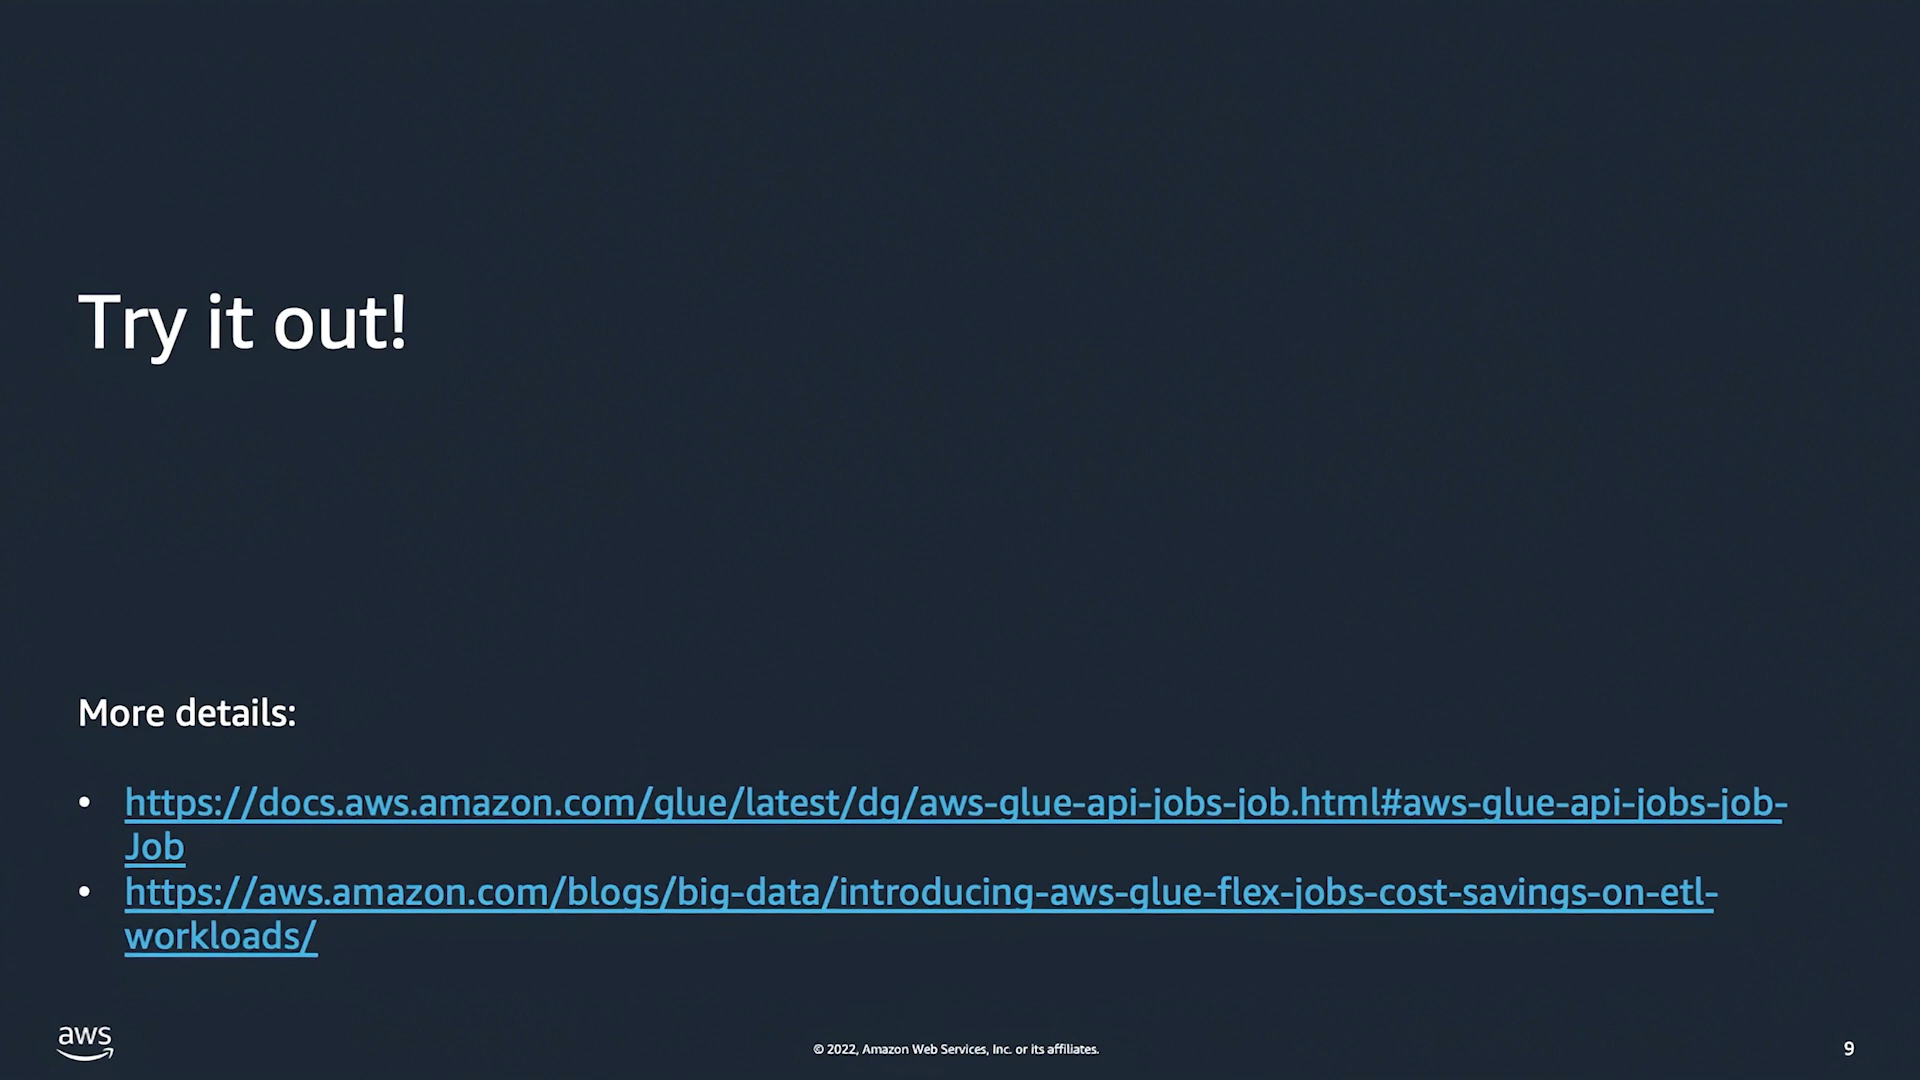 Try it out!
More details:
• https://docs.aws.amazon.com/glue/latest/dg/aws-glue-api-jobs-job.html#aws-glue-api-jobs-job-
Job
• https://aws.amazon.com/blogs/big-data/introducing-aws-glue-flex-jobs-cost-savings-on-etl-
workloads/
aws
© 2022, Amazon Web Services, Inc. or its affiliates.
9